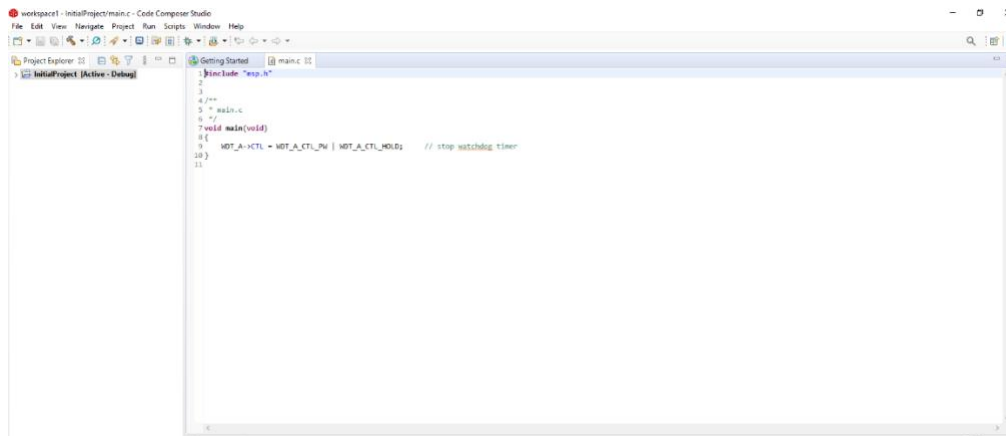 workspace1 - InitialProject/main.c - Code Composer Studio
File Edit View Navigate Project Run Scripts Window Help
Project Explorer
Getting Started
main.c
InitialProject [Active - Debug]
1 #include "msp.h"
2
3
4 /**
5 * main.c
6 */
7 void main(void)
8 {
9 WDT_A->CTL = WDT_A_CTL_PW | WDT_A_CTL_HOLD; // stop watchdog timer
10 }
11